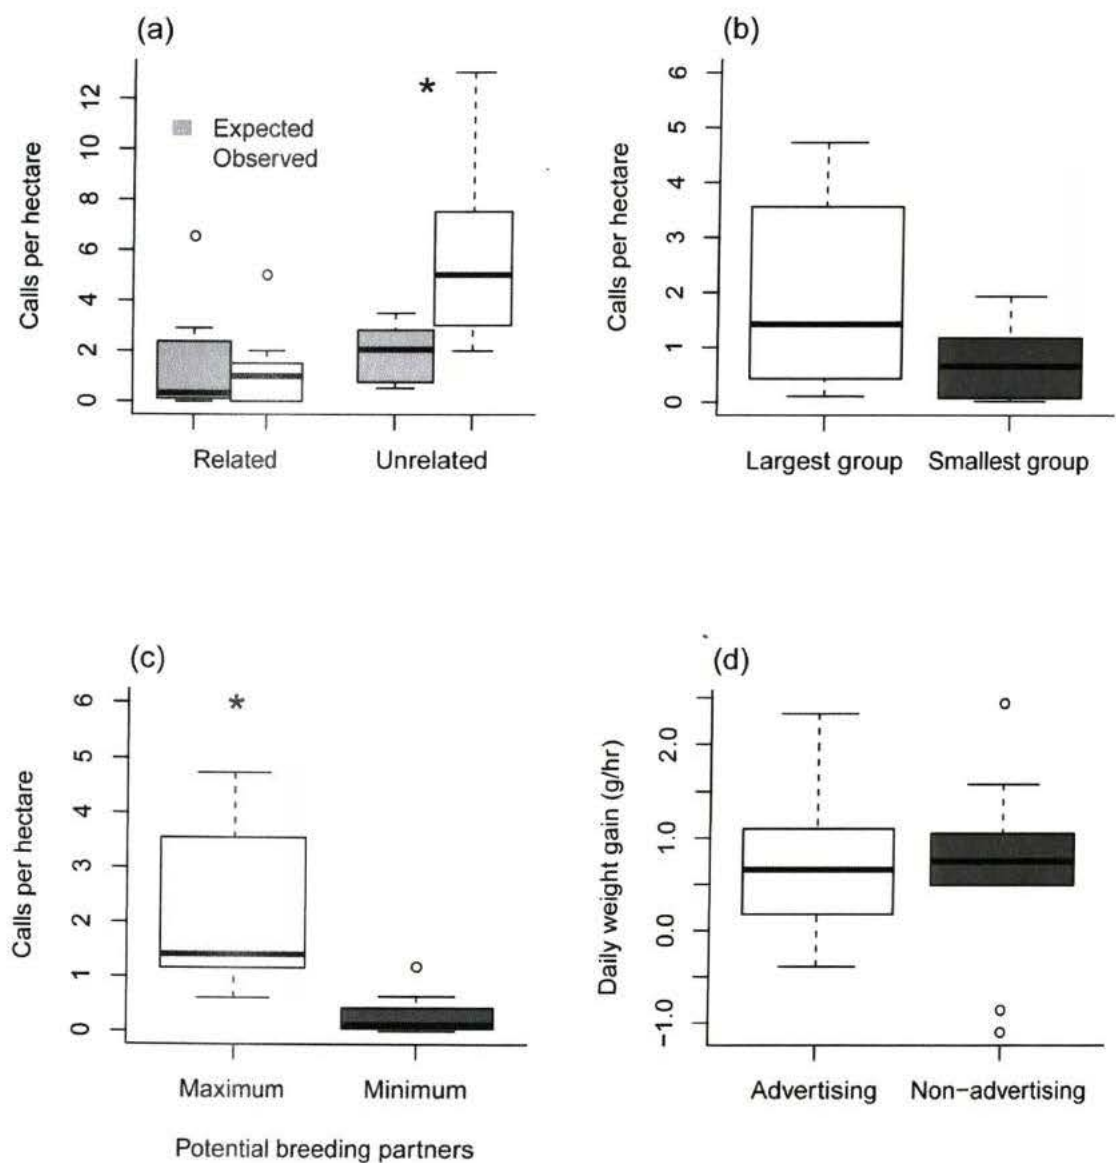 (a)
Calls per hectare
12
10
8
6
4
2
0
*
Expected
Observed
Related Unrelated
(b)
Calls per hectare
6
5
4
3
2
1
0
Largest group Smallest group
(c)
Calls per hectare
6
5
4
3
2
1
0
*
Maximum Minimum
Potential breeding partners
(d)
Daily weight gain (g/hr)
2.0
1.0
0.0
−1.0
Advertising Non−advertising